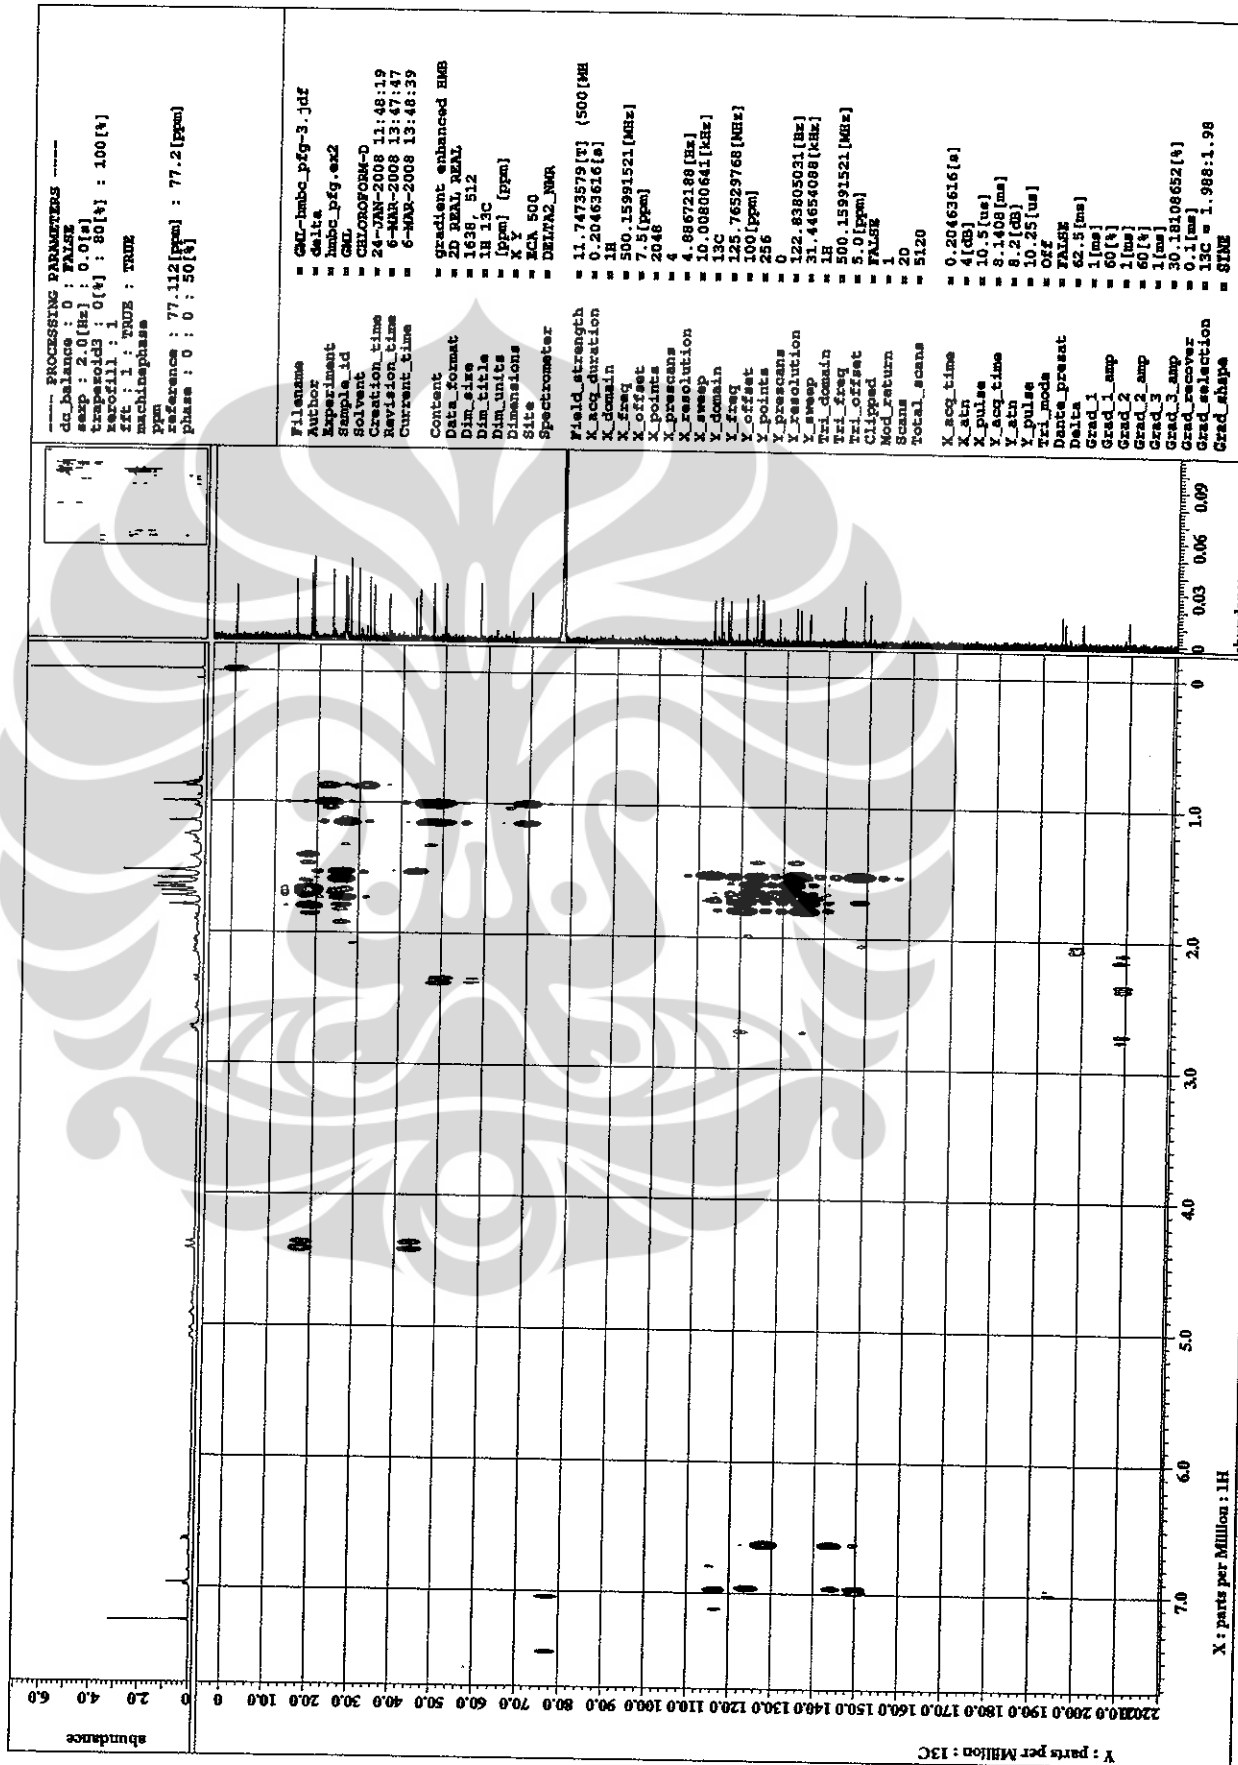 ---- PROCESSING PARAMETERS ----
dc_balance : 0 : FALSE
sexp : 2.0[Hz] : 0.0[s]
trapezoid3 : 0[%] : 80[%] : 100[%]
zerofill : 1
fft : 1 : TRUE : TRUE
machinephase
ppm
reference : 77.112[ppm] : 77.2[ppm]
phase : 0 : 0 : 50[%]
Filename = GML-hmbc_pfg-3.jdf
Author = delta
Experiment = hmbc_pfg.ex2
Sample_id = GML
Solvent = CHLOROFORM-D
Creation_time = 24-JAN-2008 11:48:19
Revision_time = 6-MAR-2008 13:47:47
Current_time = 6-MAR-2008 13:48:39
Content = gradient enhanced HMB
Data_format = 2D REAL REAL
Dim_size = 1638, 512
Dim_title = 1H 13C
Dim_units = [ppm] [ppm]
Dimensions = X Y
Site = ECA 500
Spectrometer = DELTA2_NMR
Field_strength = 11.7473579[T] (500[MH
X_acq_duration = 0.20463616[s]
X_domain = 1H
X_freq = 500.15991521[MHz]
X_offset = 7.5[ppm]
X_points = 2048
X_prescans = 4
X_resolution = 4.88672188[Hz]
X_sweep = 10.00800641[kHz]
Y_domain = 13C
Y_freq = 125.76529768[MHz]
Y_offset = 100[ppm]
Y_points = 256
Y_prescans = 0
Y_resolution = 122.83805031[Hz]
Y_sweep = 31.44654088[kHz]
Tri_domain = 1H
Tri_freq = 500.15991521[MHz]
Tri_offset = 5.0[ppm]
Clipped = FALSE
Mod_return = 1
Scans = 20
Total_scans = 5120
X_acq_time = 0.20463616[s]
X_atn = 4[dB]
X_pulse = 10.5[us]
Y_acq_time = 8.1408[ms]
Y_atn = 8.2[dB]
Y_pulse = 10.25[us]
Tri_mode = Off
Dante_presat = FALSE
Delta = 62.5[ms]
Grad_1 = 1[ms]
Grad_1_amp = 60[%]
Grad_2 = 1[ms]
Grad_2_amp = 60[%]
Grad_3 = 1[ms]
Grad_3_amp = 30.18108652[%]
Grad_recover = 0.1[ms]
Grad_selection = 13C = 1.988:1.98
Grad_shape = SINE
0 0.03 0.06 0.09
0 1.0 2.0 3.0 4.0 5.0 6.0 7.0
X : parts per Million : 1H
abundance
0 2.0 4.0 6.0
0 10.0 20.0 30.0 40.0 50.0 60.0 70.0 80.0 90.0 100.0 110.0 120.0 130.0 140.0 150.0 160.0 170.0 180.0 190.0 200.0 210.0
Y : parts per Million : 13C